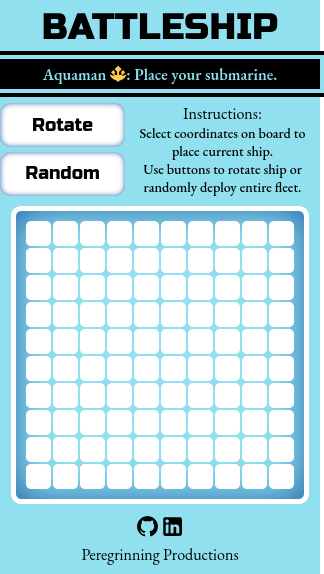 BATTLESHIP
Aquaman 🔱: Place your submarine.
Rotate
Random
Instructions:
Select coordinates on board to
place current ship.
Use buttons to rotate ship or
randomly deploy entire fleet.
Peregrinning Productions